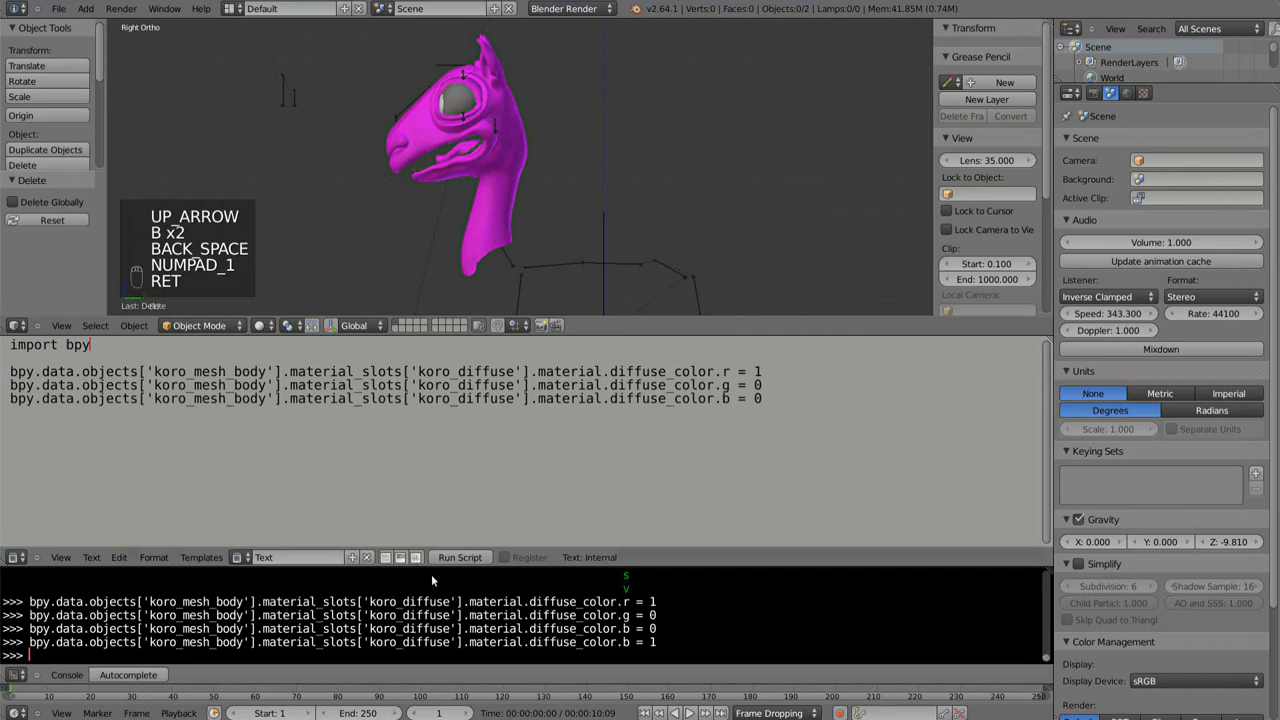 File Add Render Window Help Default Scene Blender Render v2.64.1 | Verts:0 | Faces:0 | Objects:0/2 | Lamps:0/0 | Mem:41.85M (0.74M)
Object Tools
Transform:
Translate
Rotate
Scale
Origin
Object:
Duplicate Objects
Delete
Delete
Delete Globally
Reset
Right Ortho
UP_ARROW
B x2
BACK_SPACE
NUMPAD_1
RET
Last: Delete
Transform
Grease Pencil
New
New Layer
Delete Fra Convert
View
Lens: 35.000
Lock to Object:
Lock to Cursor
Lock Camera to Vie
Clip:
Start: 0.100
End: 1000.000
Local Camera:
View Select Object Object Mode Global
import bpy
bpy.data.objects['koro_mesh_body'].material_slots['koro_diffuse'].material.diffuse_color.r = 1
bpy.data.objects['koro_mesh_body'].material_slots['koro_diffuse'].material.diffuse_color.g = 0
bpy.data.objects['koro_mesh_body'].material_slots['koro_diffuse'].material.diffuse_color.b = 0
View Text Edit Format Templates Text Run Script Register Text: Internal
S
V
>>> bpy.data.objects['koro_mesh_body'].material_slots['koro_diffuse'].material.diffuse_color.r = 1
>>> bpy.data.objects['koro_mesh_body'].material_slots['koro_diffuse'].material.diffuse_color.g = 0
>>> bpy.data.objects['koro_mesh_body'].material_slots['koro_diffuse'].material.diffuse_color.b = 0
>>> bpy.data.objects['koro_mesh_body'].material_slots['koro_diffuse'].material.diffuse_color.b = 1
>>>
Console Autocomplete
10 20 30 40 50 60 70 80 90 100 110 120 130 140 150 160 170 180 190 200 210 220 230 240 250
View Marker Frame Playback Start: 1 End: 250 1 Time: 00:00:00:00 / 00:00:10:09 Frame Dropping
View Search All Scenes
Scene
RenderLayers
World
Scene
Scene
Camera:
Background:
Active Clip:
Audio
Volume: 1.000
Update animation cache
Listener: Format:
Inverse Clamped Stereo
Speed: 343.300 Rate: 44100
Doppler: 1.000
Mixdown
Units
None Metric Imperial
Degrees Radians
Scale: 1.000 Separate Units
Keying Sets
Gravity
X: 0.000 Y: 0.000 Z: -9.810
Simplify
Subdivision: 6 Shadow Sample: 16
Child Particl: 1.000 AO and SSS: 1.000
Skip Quad to Triangl
Color Management
Display:
Display Device: sRGB
Render: